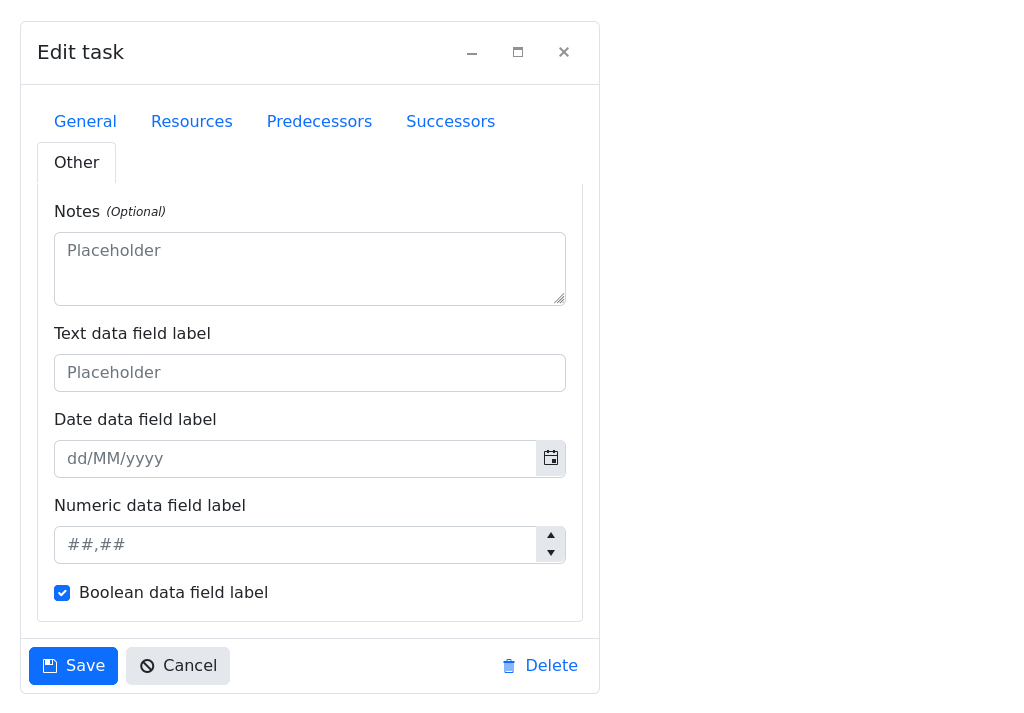 Edit task
General Resources Predecessors Successors
Other
Notes (Optional)
Placeholder
Text data field label
Placeholder
Date data field label
dd/MM/yyyy
Numeric data field label
##,##
Boolean data field label
Save Cancel Delete